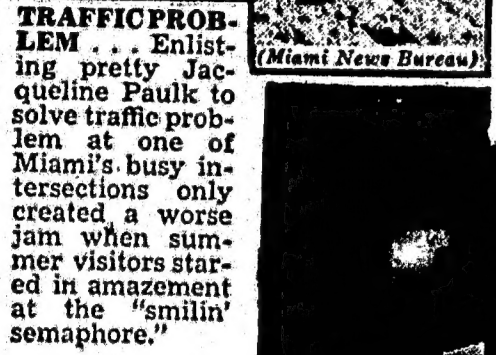 TRAFFIC PROB-
LEM . . . Enlist-
ing pretty Jac-
queline Paulk to
solve traffic prob-
lem at one of
Miami's busy in-
tersections only
created a worse
jam when sum-
mer visitors star-
ed in amazement
at the "smilin'
semaphore."
(Miami News Bureau)